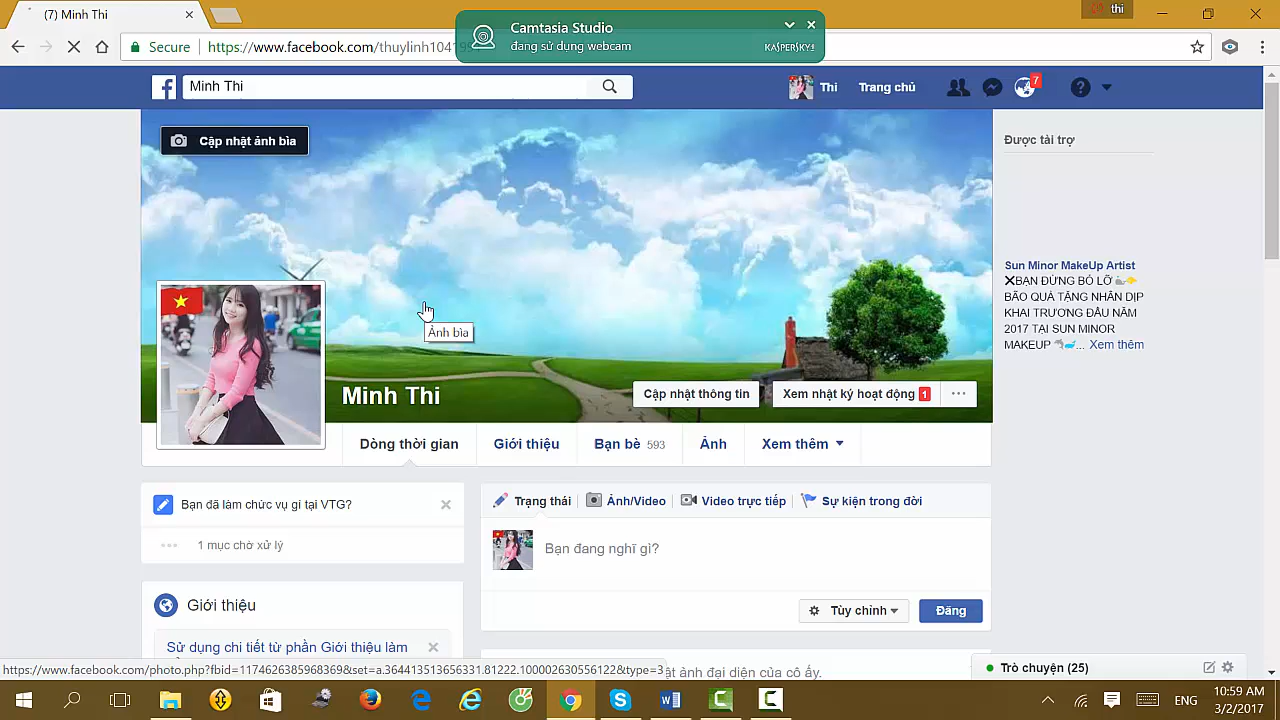 (7) Minh Thi
thi
Camtasia Studio
đang sử dụng webcam
KASPERSKY
Secure
https://www.facebook.com/thuylinh1041
Minh Thi
Thi
Trang chủ
7
Cập nhật ảnh bìa
Được tài trợ
Sun Minor MakeUp Artist
BẠN ĐỪNG BỎ LỠ
BÃO QUÀ TẶNG NHÂN DỊP
KHAI TRƯƠNG ĐẦU NĂM
2017 TẠI SUN MINOR
MAKEUP ... Xem thêm
Ảnh bìa
Minh Thi
Cập nhật thông tin
Xem nhật ký hoạt động 1
Dòng thời gian
Giới thiệu
Bạn bè 593
Ảnh
Xem thêm
Bạn đã làm chức vụ gì tại VTG?
1 mục chờ xử lý
Trạng thái
Ảnh/Video
Video trực tiếp
Sự kiện trong đời
Bạn đang nghĩ gì?
Tùy chỉnh
Đăng
Giới thiệu
Sử dụng chi tiết từ phần Giới thiệu làm
https://www.facebook.com/photo.php?fbid=1174623985968369&set=a.364413513656331.81222.100002630556122&type=3
ật ảnh đại diện của cô ấy.
Trò chuyện (25)
ENG
10:59 AM
3/2/2017